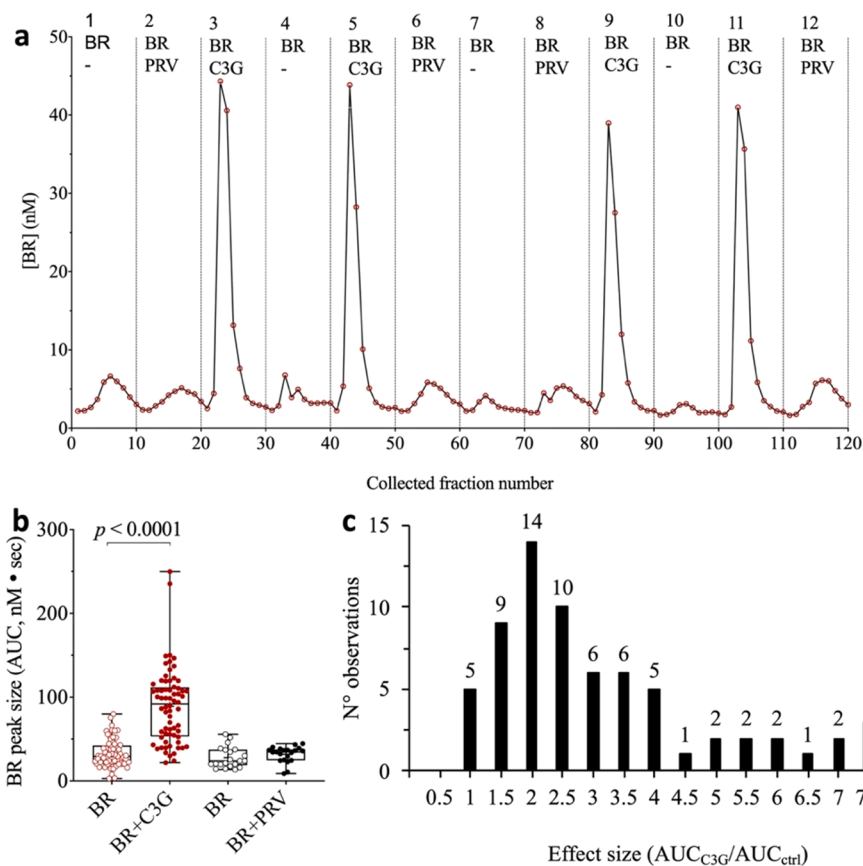 a
1 2 3 4 5 6 7 8 9 10 11 12
BR BR BR BR BR BR BR BR BR BR BR BR
- PRV C3G - C3G PRV - PRV C3G - C3G PRV
50
40
30
20
10
0
[BR] (nM)
0 10 20 30 40 50 60 70 80 90 100 110 120
Collected fraction number
b
p < 0.0001
300
200
100
0
BR peak size (AUC, nM • sec)
BR BR+C3G BR BR+PRV
c
15
10
5
0
N° observations
5 9 14 10 6 6 5 1 2 2 2 1 2
0.5 1 1.5 2 2.5 3 3.5 4 4.5 5 5.5 6 6.5 7 7
Effect size (AUCC3G/AUCctrl)